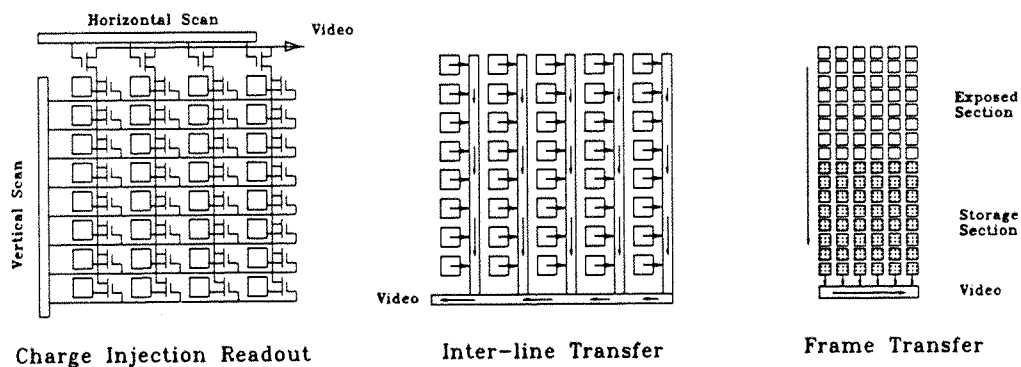 Horizontal Scan
Video
Vertical Scan
Charge Injection Readout
Video
Inter-line Transfer
Exposed
Section
Storage
Section
Video
Frame Transfer